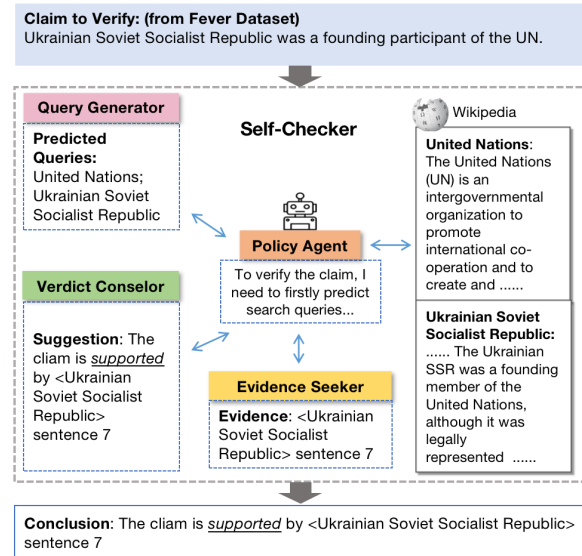 Claim to Verify: (from Fever Dataset)
Ukrainian Soviet Socialist Republic was a founding participant of the UN.
Query Generator
Predicted
Queries:
United Nations;
Ukrainian Soviet
Socialist Republic
Self-Checker
Wikipedia
United Nations:
The United Nations
(UN) is an
intergovernmental
organization to
promote
international co-
operation and to
create and ......
Policy Agent
To verify the claim, I
need to firstly predict
search queries...
Verdict Conselor
Suggestion: The
cliam is supported
by <Ukrainian
Soviet Socialist
Republic>
sentence 7
Evidence Seeker
Evidence: <Ukrainian
Soviet Socialist
Republic> sentence 7
Ukrainian Soviet
Socialist Republic:
...... The Ukrainian
SSR was a founding
member of the
United Nations,
although it was
legally
represented ......
Conclusion: The cliam is supported by <Ukrainian Soviet Socialist Republic>
sentence 7